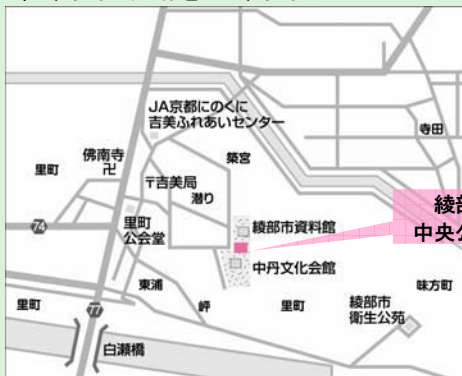 JA京都にのくに
吉美ふれあいセンター
寺田
佛南寺
卍
築宮
里町
〒吉美局
潜り
里町
公会堂
74
綾部市資料館
綾部
中央公
中丹文化会館
東浦
岬
里町
味方町
里町
77
綾部市
衛生公苑
白瀬橋